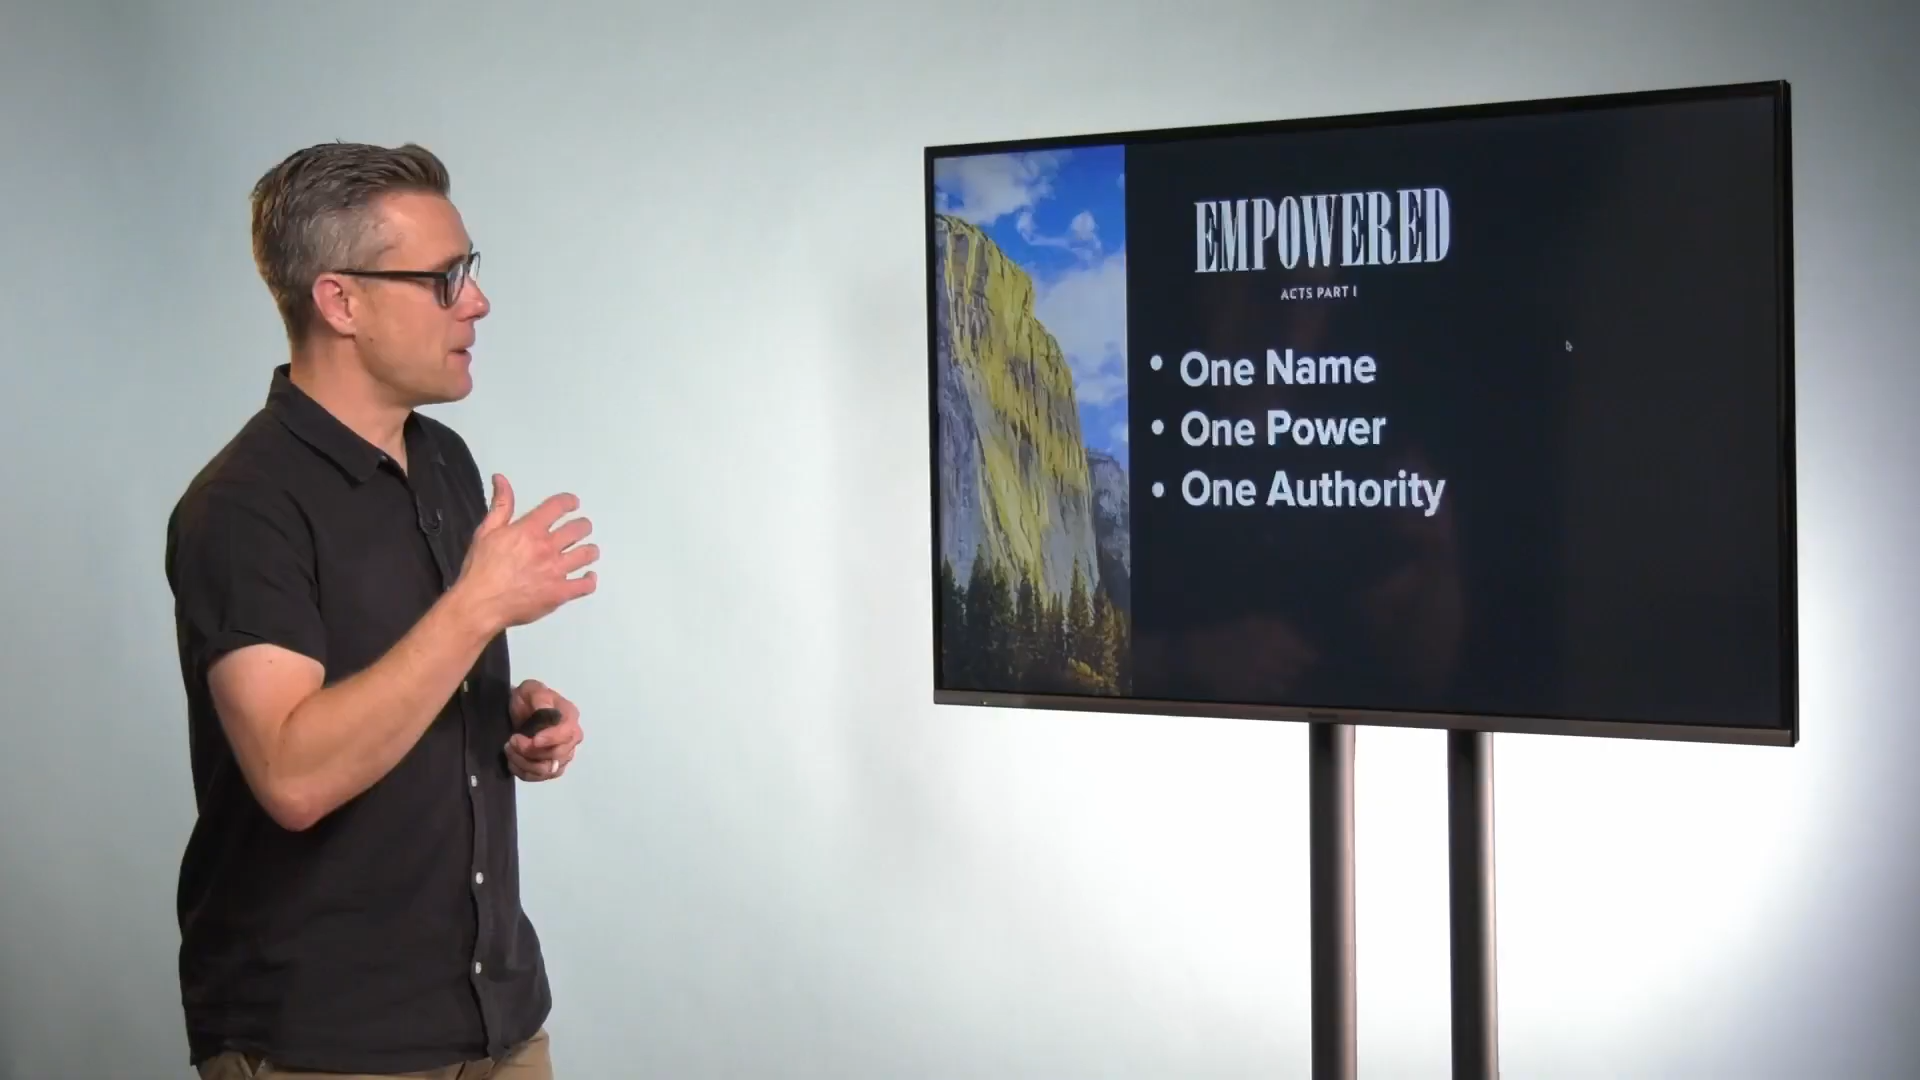 EMPOWERED
ACTS PART I
• One Name
• One Power
• One Authority